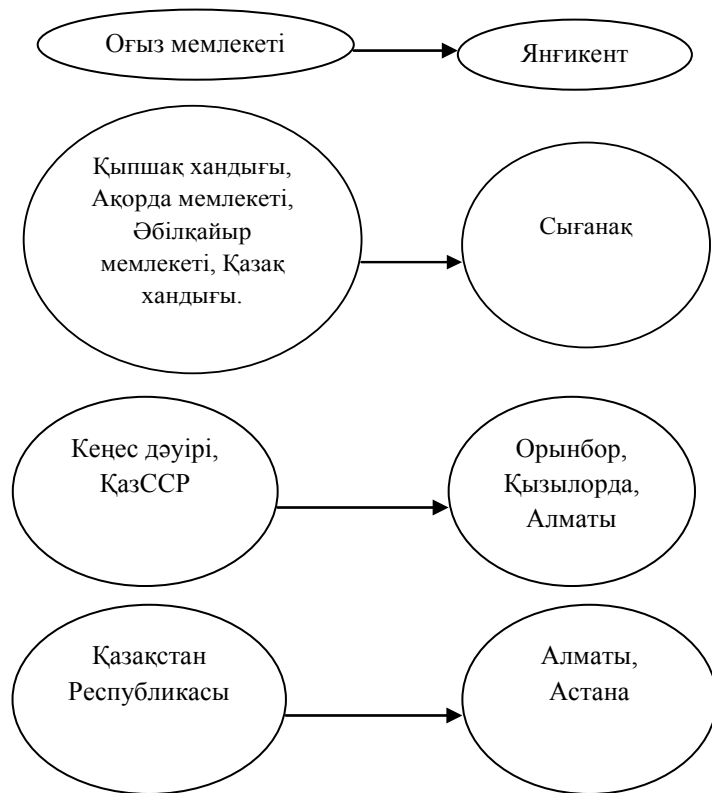 Оғыз мемлекеті
Янғикент
Қыпшақ хандығы,
Ақорда мемлекеті,
Әбілқайыр
мемлекеті, Қазақ
хандығы.
Сығанақ
Кеңес дәуірі,
ҚазССР
Орынбор,
Қызылорда,
Алматы
Қазақстан
Республикасы
Алматы,
Астана